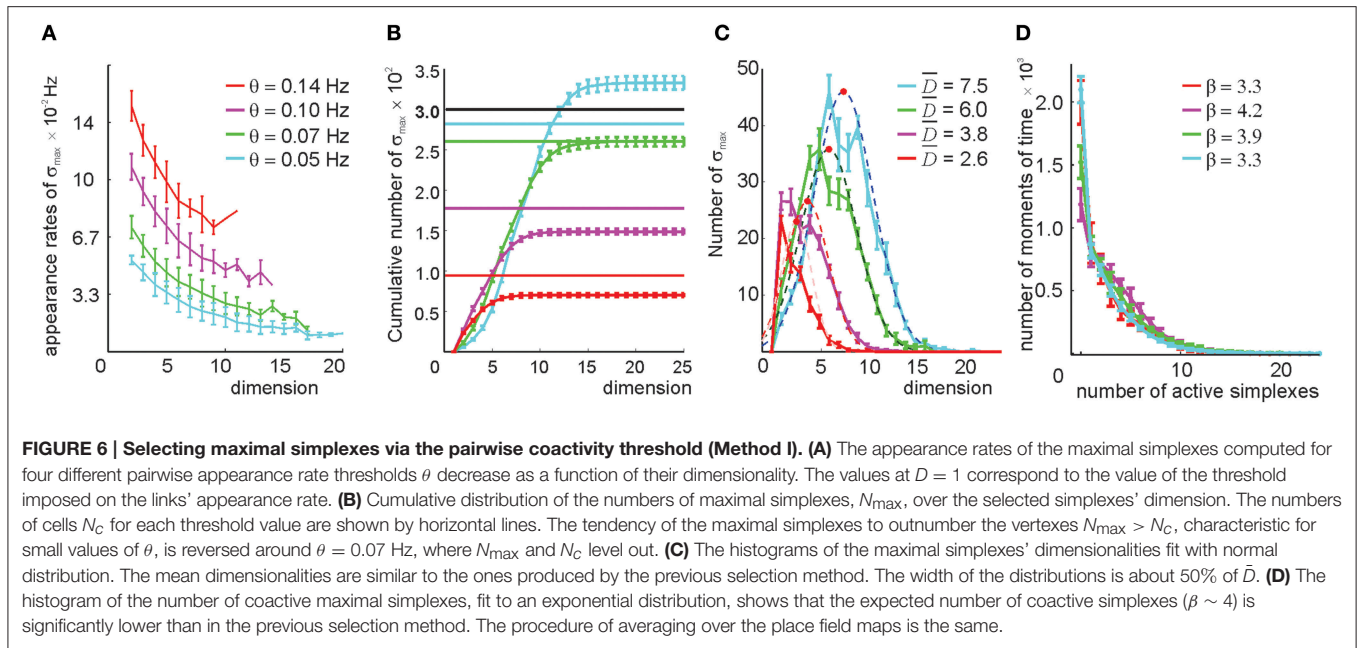 A
appearance rates of σmax × 10-2 Hz
14
10
6.7
3.3
0
5
10
15
20
dimension
θ = 0.14 Hz
θ = 0.10 Hz
θ = 0.07 Hz
θ = 0.05 Hz
B
Cumulative number of σmax × 10²
3.5
3.0
2.5
2.0
1.5
1.0
0.5
0
0
5
10
15
20
25
dimension
C
Number of σmax
50
40
30
20
10
0
5
10
15
20
dimension
D̅ = 7.5
D̅ = 6.0
D̅ = 3.8
D̅ = 2.6
D
number of moments of time × 10³
2.0
1.5
1.0
0.5
0
0
10
20
number of active simplexes
β = 3.3
β = 4.2
β = 3.9
β = 3.3
FIGURE 6 | Selecting maximal simplexes via the pairwise coactivity threshold (Method I). (A) The appearance rates of the maximal simplexes computed for
four different pairwise appearance rate thresholds θ decrease as a function of their dimensionality. The values at D = 1 correspond to the value of the threshold
imposed on the links' appearance rate. (B) Cumulative distribution of the numbers of maximal simplexes, Nmax, over the selected simplexes' dimension. The numbers
of cells Nc for each threshold value are shown by horizontal lines. The tendency of the maximal simplexes to outnumber the vertexes Nmax > Nc, characteristic for
small values of θ, is reversed around θ = 0.07 Hz, where Nmax and Nc level out. (C) The histograms of the maximal simplexes' dimensionalities fit with normal
distribution. The mean dimensionalities are similar to the ones produced by the previous selection method. The width of the distributions is about 50% of D̄. (D) The
histogram of the number of coactive maximal simplexes, fit to an exponential distribution, shows that the expected number of coactive simplexes (β ∼ 4) is
significantly lower than in the previous selection method. The procedure of averaging over the place field maps is the same.